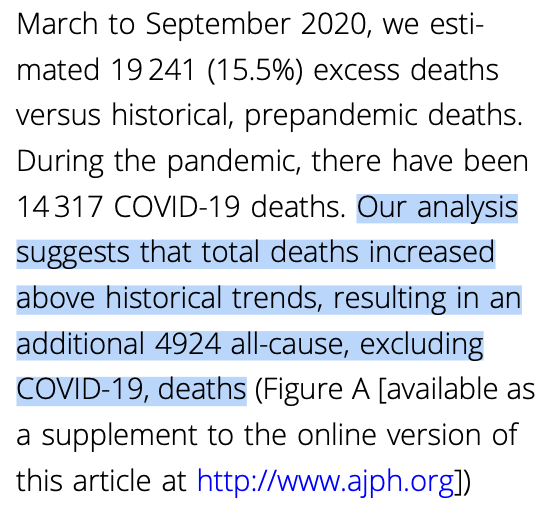 March to September 2020, we esti-
mated 19 241 (15.5%) excess deaths
versus historical, prepandemic deaths.
During the pandemic, there have been
14 317 COVID-19 deaths. Our analysis
suggests that total deaths increased
above historical trends, resulting in an
additional 4924 all-cause, excluding
COVID-19, deaths (Figure A [available as
a supplement to the online version of
this article at http://www.ajph.org])